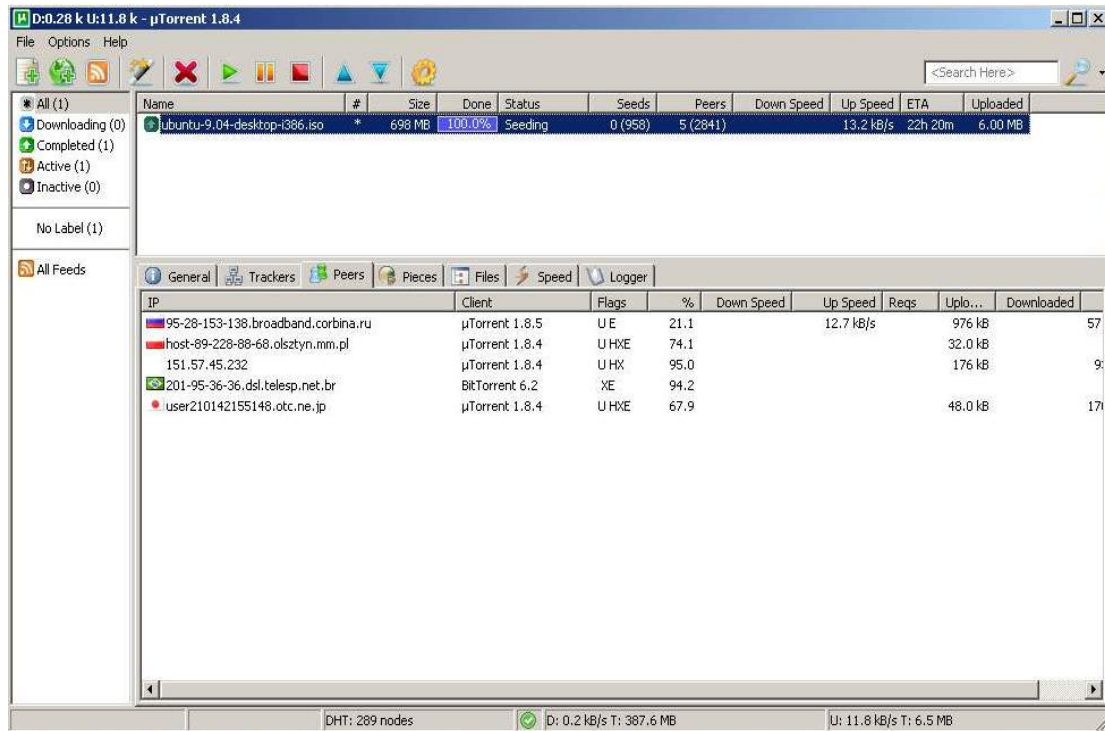 D:0.28 k U:11.8 k - µTorrent 1.8.4
File Options Help
<Search Here>
All (1)
Downloading (0)
Completed (1)
Active (1)
Inactive (0)
No Label (1)
All Feeds
Name # Size Done Status Seeds Peers Down Speed Up Speed ETA Uploaded
ubuntu-9.04-desktop-i386.iso * 698 MB 100.0% Seeding 0 (958) 5 (2841) 13.2 kB/s 22h 20m 6.00 MB
General Trackers Peers Pieces Files Speed Logger
IP Client Flags % Down Speed Up Speed Reqs Uplo... Downloaded
95-28-153-138.broadband.corbina.ru µTorrent 1.8.5 U E 21.1 12.7 kB/s 976 kB 57
host-89-228-88-68.olsztyn.mm.pl µTorrent 1.8.4 U HXE 74.1 32.0 kB
151.57.45.232 µTorrent 1.8.4 U HX 95.0 176 kB
201-95-36-36.dsl.telesp.net.br BitTorrent 6.2 XE 94.2
user210142155148.otc.ne.jp µTorrent 1.8.4 U HXE 67.9 48.0 kB
DHT: 289 nodes D: 0.2 kB/s T: 387.6 MB U: 11.8 kB/s T: 6.5 MB